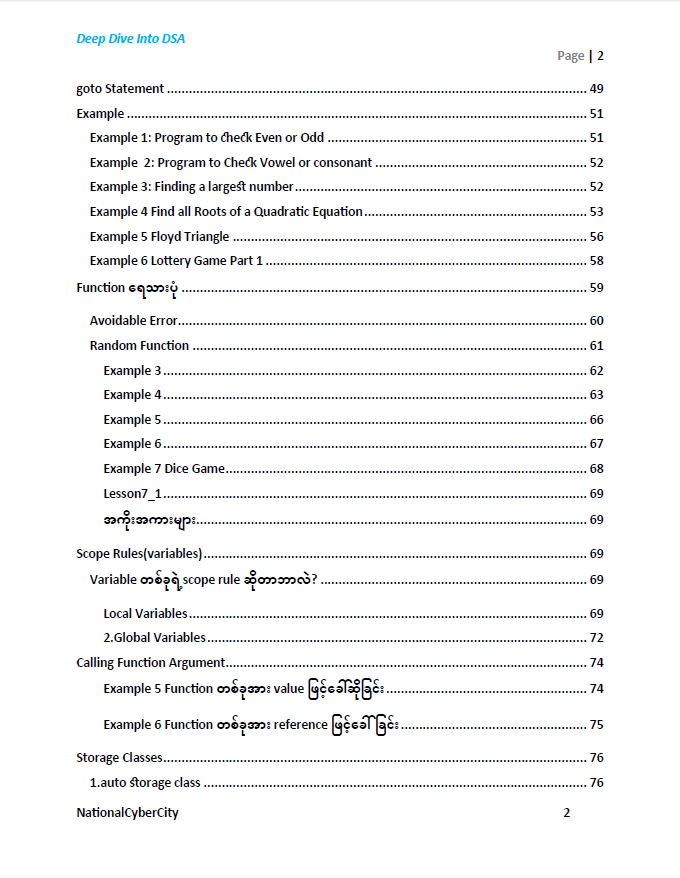 Deep Dive Into DSA
Page | 2
goto Statement ........................................................ 49
Example ........................................................ 51
Example 1: Program to check Even or Odd ........................................................ 51
Example  2: Program to Check Vowel or consonant ........................................................ 52
Example 3: Finding a largest number ........................................................ 52
Example 4 Find all Roots of a Quadratic Equation ........................................................ 53
Example 5 Floyd Triangle ........................................................ 56
Example 6 Lottery Game Part 1 ........................................................ 58
Function ရေသားပုံ ........................................................ 59
Avoidable Error ........................................................ 60
Random Function ........................................................ 61
Example 3 ........................................................ 62
Example 4 ........................................................ 63
Example 5 ........................................................ 66
Example 6 ........................................................ 67
Example 7 Dice Game ........................................................ 68
Lesson7_1 ........................................................ 69
အကိုးအကားများ ........................................................ 69
Scope Rules(variables) ........................................................ 69
Variable တစ်ခုရဲ့ scope rule ဆိုတာဘာလဲ? ........................................................ 69
Local Variables ........................................................ 69
2.Global Variables ........................................................ 72
Calling Function Argument ........................................................ 74
Example 5 Function တစ်ခုအား value ဖြင့်ခေါ်ဆိုခြင်း ........................................................ 74
Example 6 Function တစ်ခုအား reference ဖြင့်ခေါ်ခြင်း ........................................................ 75
Storage Classes ........................................................ 76
1.auto storage class ........................................................ 76
NationalCyberCity 2